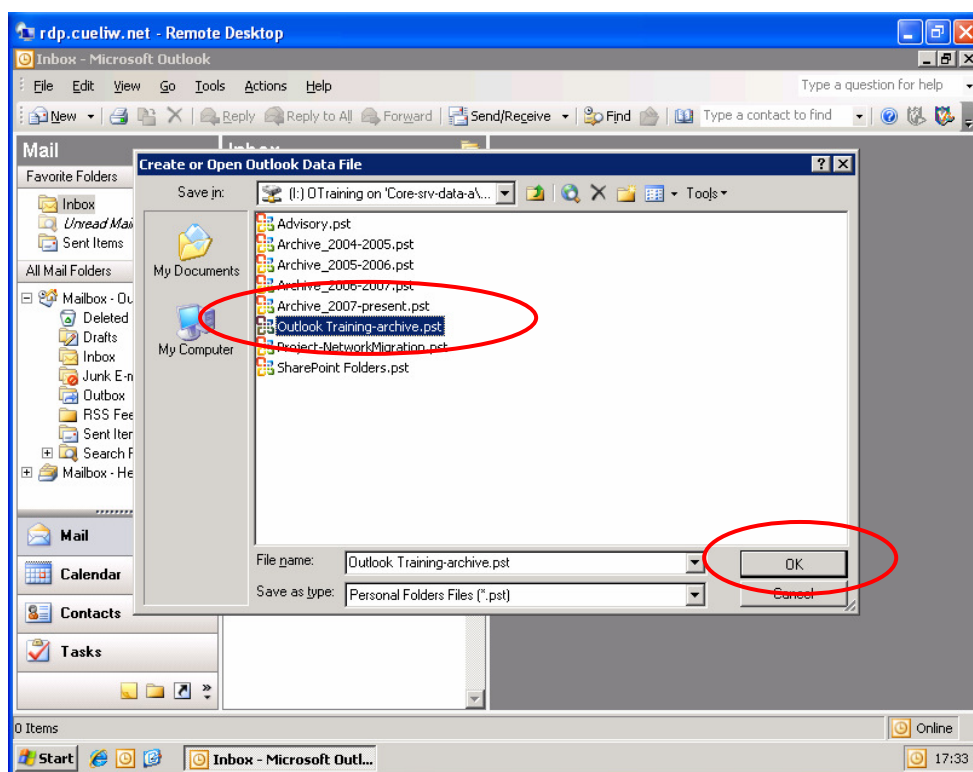 rdp.cueliw.net - Remote Desktop
Inbox - Microsoft Outlook
File Edit View Go Tools Actions Help Type a question for help
New Reply Reply to All Forward Send/Receive Find Type a contact to find
Mail
Favorite Folders
Inbox
Unread Mai
Sent Items
All Mail Folders
Mailbox - Ou
Deleted
Drafts
Inbox
Junk E-m
Outbox
RSS Fee
Sent Iter
Search F
Mailbox - He
Mail
Calendar
Contacts
Tasks
Create or Open Outlook Data File
Save in: (I:) OTraining on 'Core-srv-data-a\... Tools
My Documents
My Computer
Advisory.pst
Archive_2004-2005.pst
Archive_2005-2006.pst
Archive_2006-2007.pst
Archive_2007-present.pst
Outlook Training-archive.pst
Project-NetworkMigration.pst
SharePoint Folders.pst
File name: Outlook Training-archive.pst OK
Save as type: Personal Folders Files (*.pst) Cancel
0 Items Online
Start Inbox - Microsoft Outl... 17:33